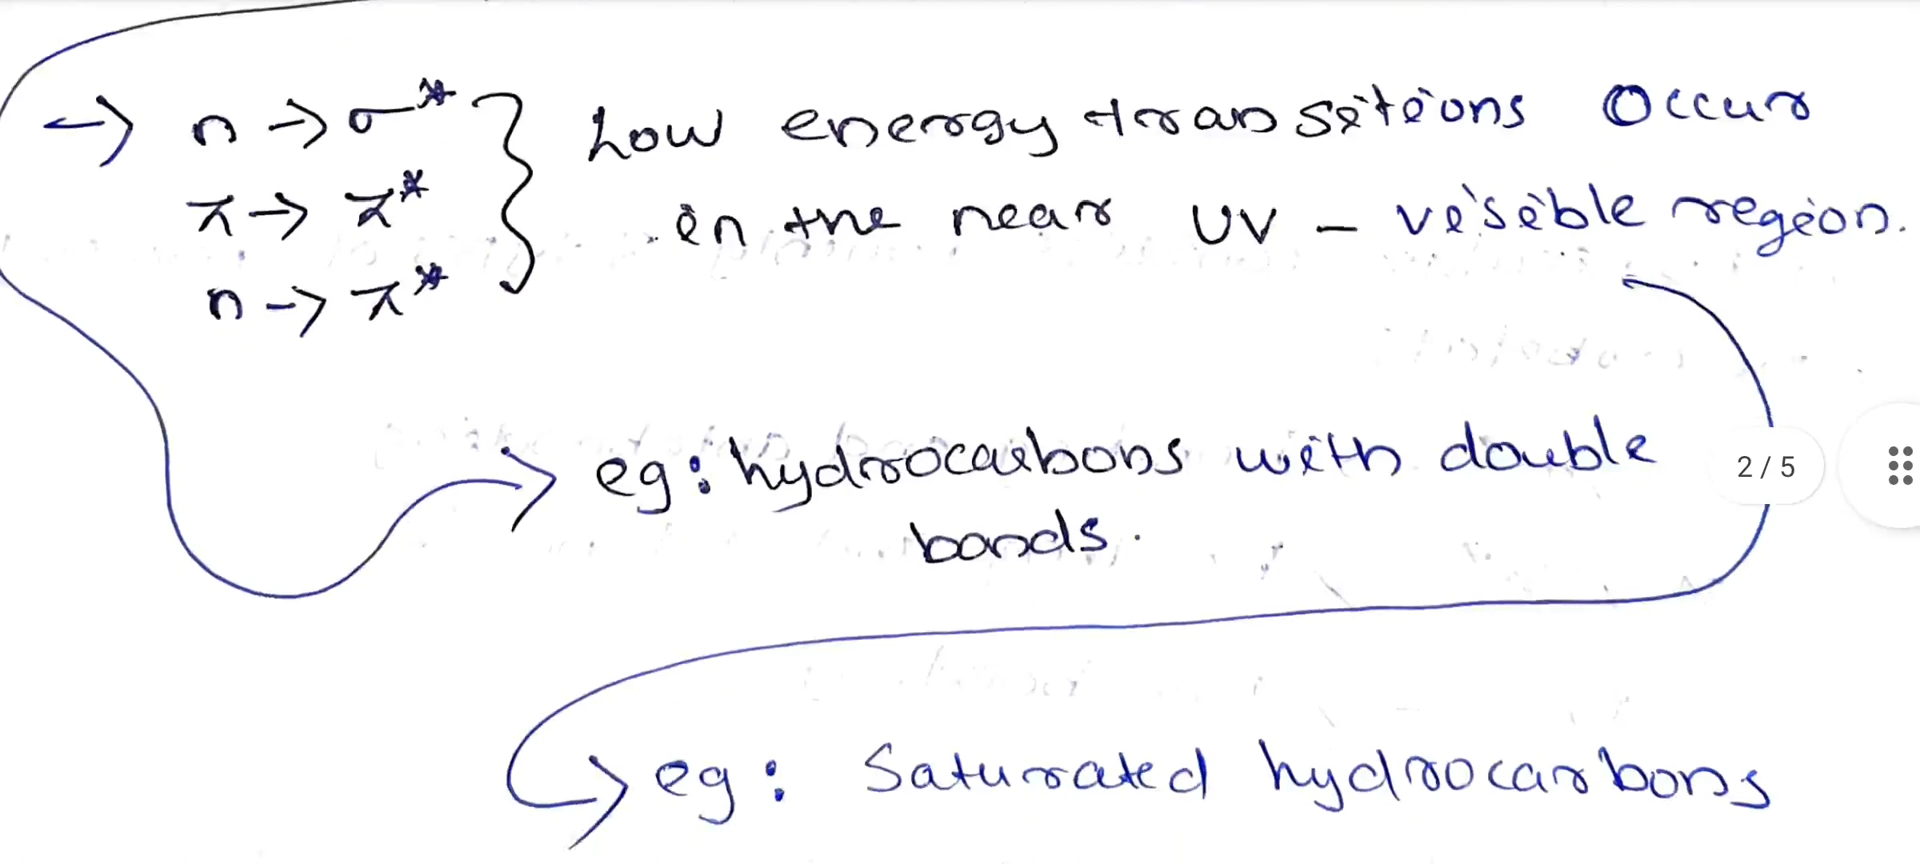 → n → σ* } Low energy transitions Occur
π → π* in the near UV – visible region.
n → π*
→ eg: hydrocarbons with double
bonds.
2 / 5
→ eg: Saturated hydrocarbons